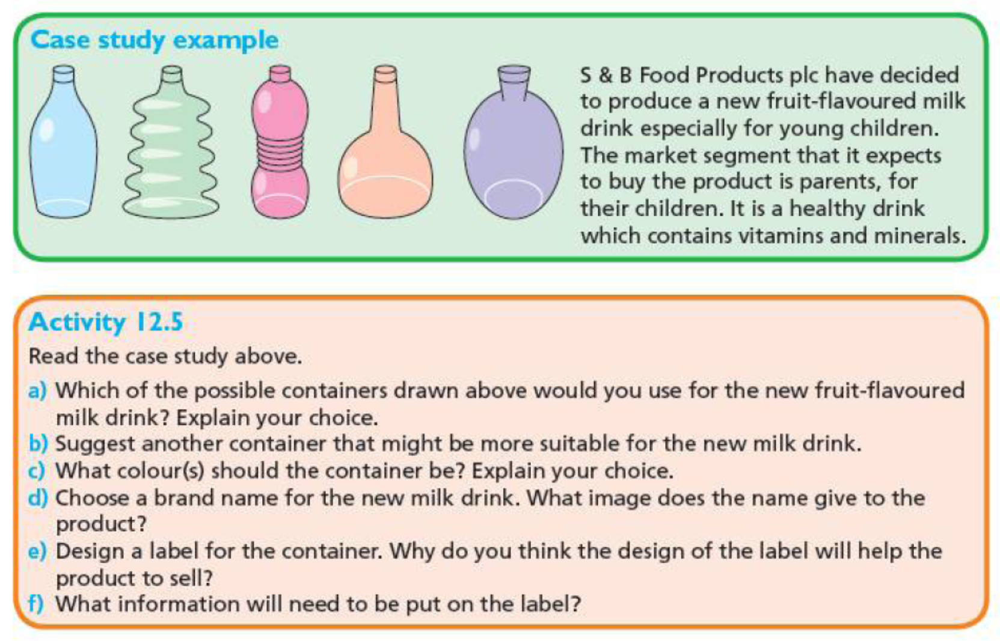 Case study example
S & B Food Products plc have decided
to produce a new fruit-flavoured milk
drink especially for young children.
The market segment that it expects
to buy the product is parents, for
their children. It is a healthy drink
which contains vitamins and minerals.
Activity 12.5
Read the case study above.
a) Which of the possible containers drawn above would you use for the new fruit-flavoured
milk drink? Explain your choice.
b) Suggest another container that might be more suitable for the new milk drink.
c) What colour(s) should the container be? Explain your choice.
d) Choose a brand name for the new milk drink. What image does the name give to the
product?
e) Design a label for the container. Why do you think the design of the label will help the
product to sell?
f) What information will need to be put on the label?